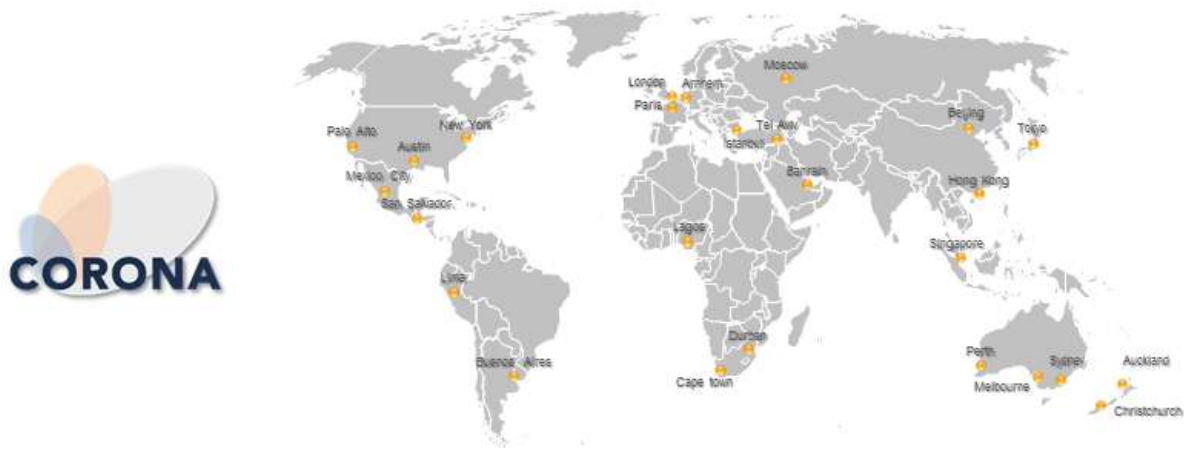 Moscow
London
Arnhem
Paris
Beijing
New York
Tel Aviv
Tokyo
Palo Alto
Istanbul
Austin
Mexico City
Bahrain
Hong Kong
San Salvador
Lagos
Singapore
CORONA
Lima
Durban
Buenos Aires
Perth
Sydney
Auckland
Cape town
Melbourne
Christchurch